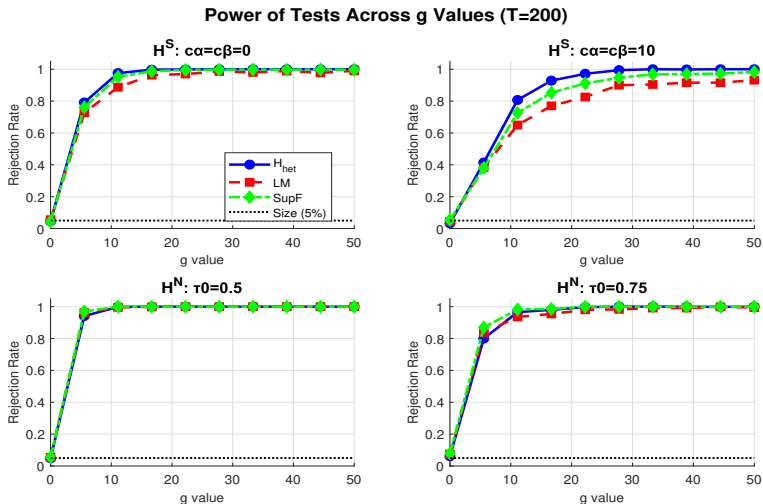 Power of Tests Across g Values (T=200)
H^S: cα=cβ=0
Rejection Rate
1
0.8
0.6
0.4
0.2
0
0 10 20 30 40 50
g value
H_het
LM
SupF
Size (5%)
H^S: cα=cβ=10
Rejection Rate
1
0.8
0.6
0.4
0.2
0
0 10 20 30 40 50
g value
H^N: τ0=0.5
Rejection Rate
1
0.8
0.6
0.4
0.2
0
0 10 20 30 40 50
g value
H^N: τ0=0.75
Rejection Rate
1
0.8
0.6
0.4
0.2
0
0 10 20 30 40 50
g value